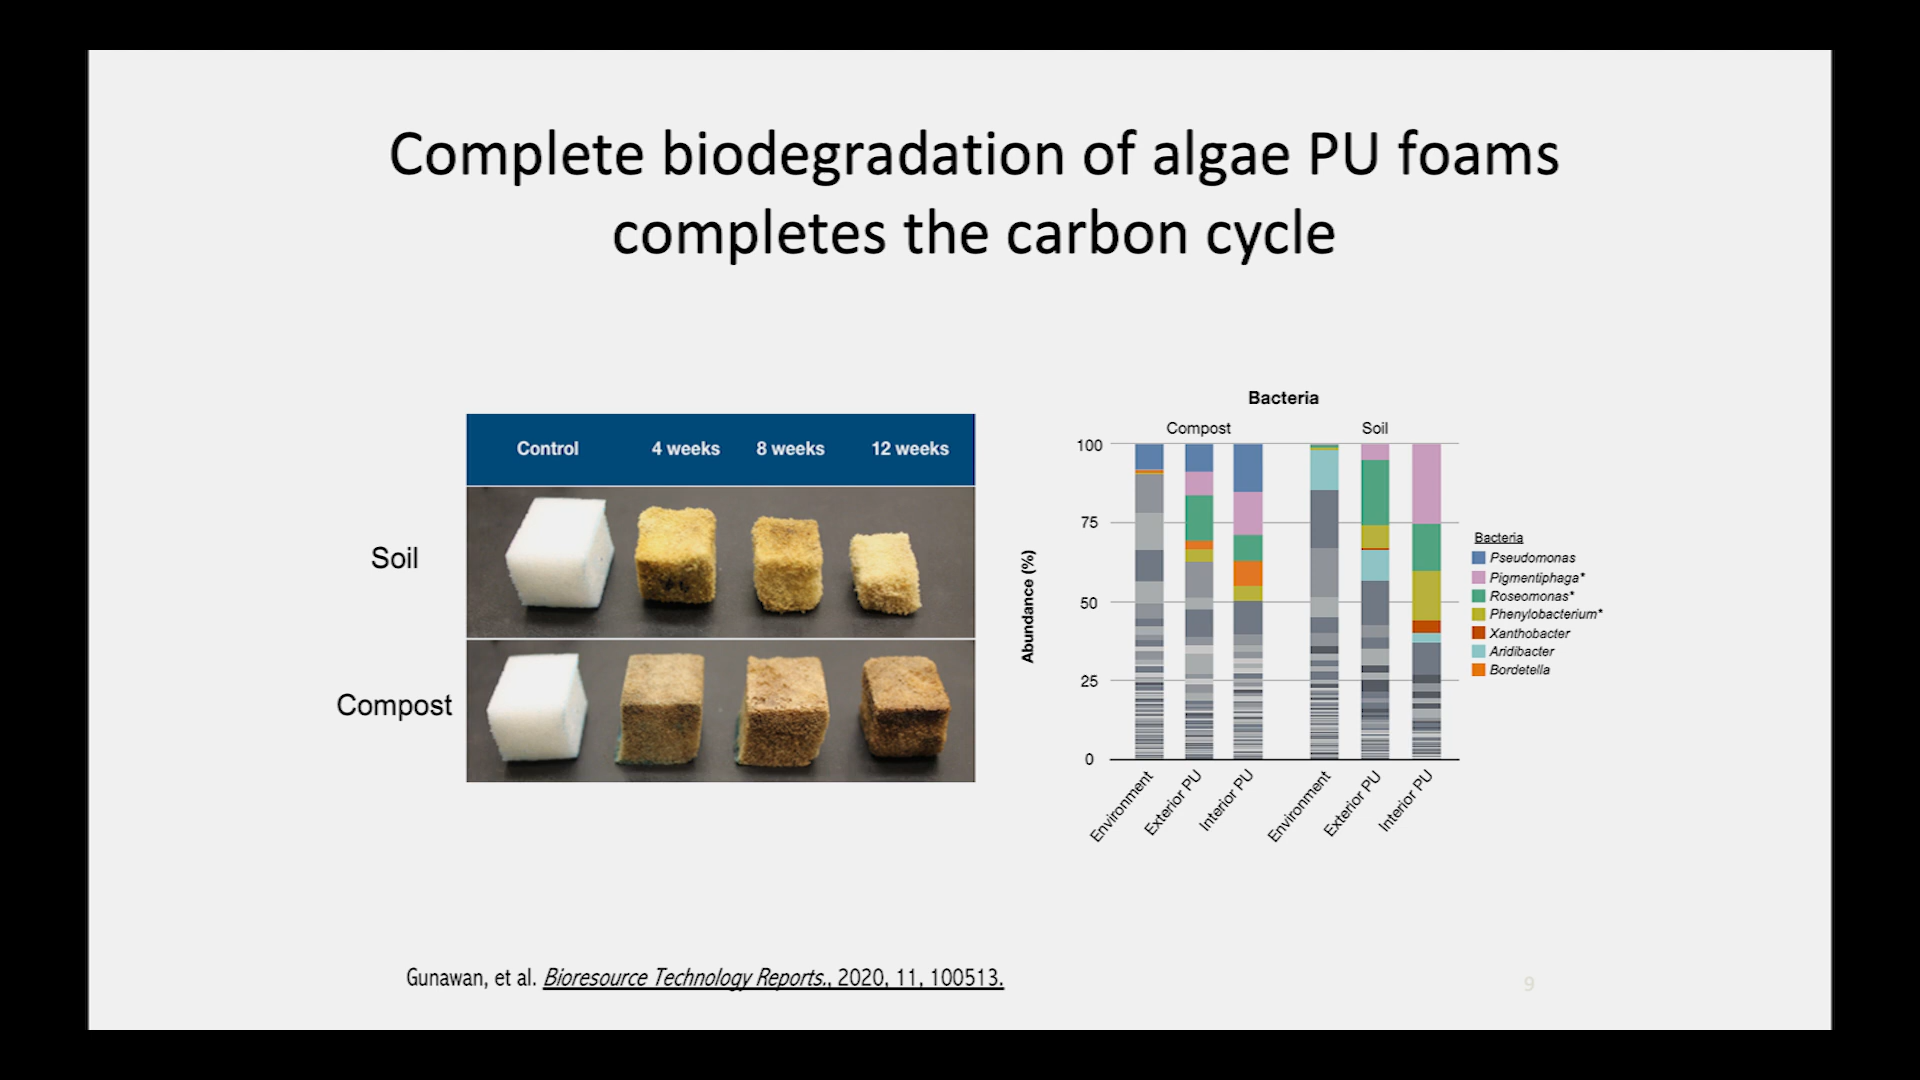 Complete biodegradation of algae PU foams
completes the carbon cycle
Control 4 weeks 8 weeks 12 weeks
Soil
Compost
Bacteria
Compost Soil
100
75
50
25
0
Abundance (%)
Environment
Exterior PU
Interior PU
Environment
Exterior PU
Interior PU
Bacteria
Pseudomonas
Pigmentiphaga*
Roseomonas*
Phenylobacterium*
Xanthobacter
Aridibacter
Bordetella
Gunawan, et al. Bioresource Technology Reports., 2020, 11, 100513.
9